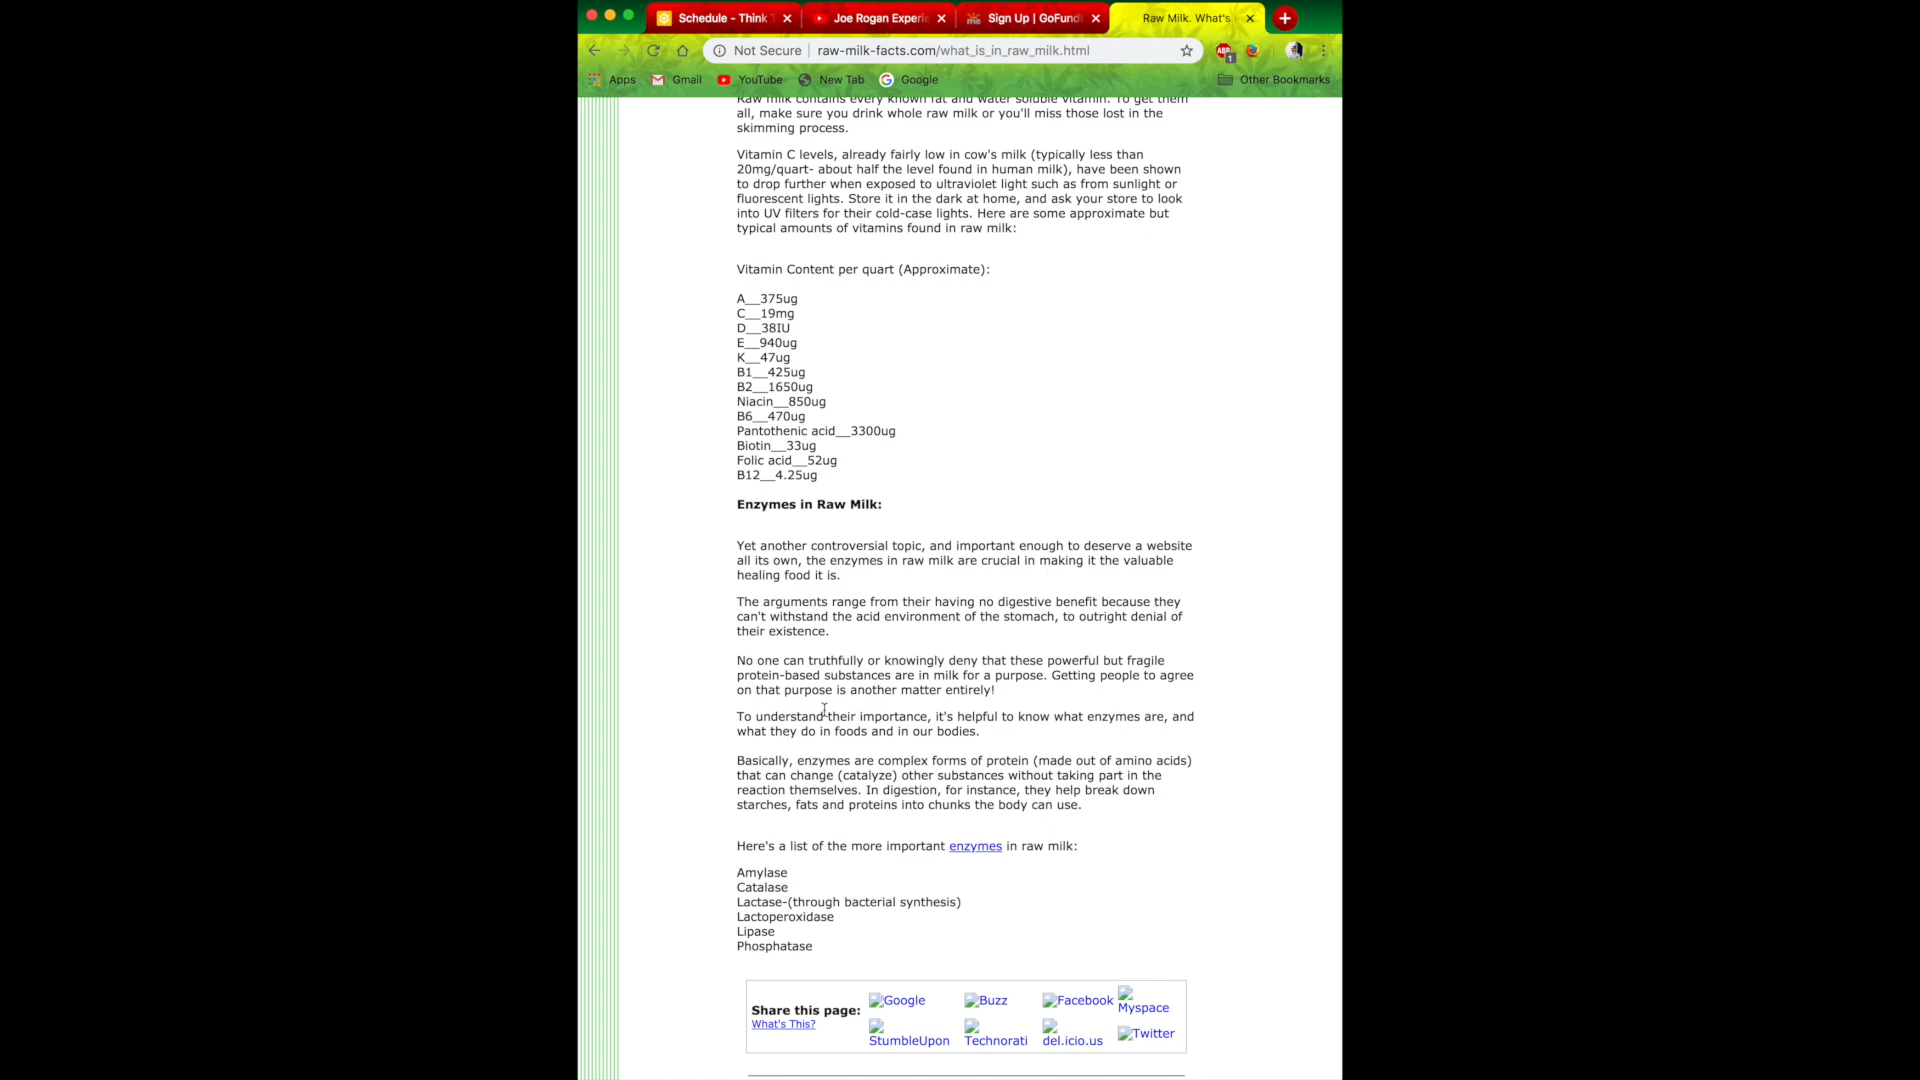 Schedule - Think T
Joe Rogan Experie
Sign Up | GoFundM
Raw Milk. What's
Not Secure | raw-milk-facts.com/what_is_in_raw_milk.html
ABP
1
Apps
Gmail
YouTube
New Tab
Google
Other Bookmarks
Raw milk contains every known fat and water soluble vitamin. To get them
all, make sure you drink whole raw milk or you'll miss those lost in the
skimming process.
Vitamin C levels, already fairly low in cow's milk (typically less than
20mg/quart- about half the level found in human milk), have been shown
to drop further when exposed to ultraviolet light such as from sunlight or
fluorescent lights. Store it in the dark at home, and ask your store to look
into UV filters for their cold-case lights. Here are some approximate but
typical amounts of vitamins found in raw milk:
Vitamin Content per quart (Approximate):
A__375ug
C__19mg
D__38IU
E__940ug
K__47ug
B1__425ug
B2__1650ug
Niacin__850ug
B6__470ug
Pantothenic acid__3300ug
Biotin__33ug
Folic acid__52ug
B12__4.25ug
Enzymes in Raw Milk:
Yet another controversial topic, and important enough to deserve a website
all its own, the enzymes in raw milk are crucial in making it the valuable
healing food it is.
The arguments range from their having no digestive benefit because they
can't withstand the acid environment of the stomach, to outright denial of
their existence.
No one can truthfully or knowingly deny that these powerful but fragile
protein-based substances are in milk for a purpose. Getting people to agree
on that purpose is another matter entirely!
To understand their importance, it's helpful to know what enzymes are, and
what they do in foods and in our bodies.
Basically, enzymes are complex forms of protein (made out of amino acids)
that can change (catalyze) other substances without taking part in the
reaction themselves. In digestion, for instance, they help break down
starches, fats and proteins into chunks the body can use.
Here's a list of the more important enzymes in raw milk:
Amylase
Catalase
Lactase-(through bacterial synthesis)
Lactoperoxidase
Lipase
Phosphatase
Share this page:
What's This?
Google
Buzz
Facebook
Myspace
StumbleUpon
Technorati
del.icio.us
Twitter